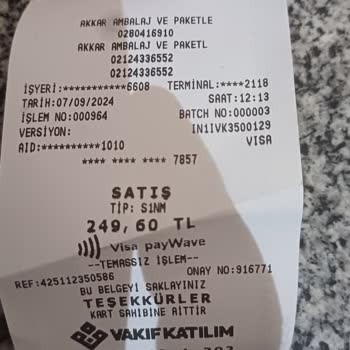 AKKAR AMBALAJ VE PAKETLE
0280416910
AKKAR AMBALAJ VE PAKETL
02124336552
02124336552
İŞYERİ:***********6608 TERMINAL:****2118
TARİH:07/09/2024 SAAT:12:13
İŞLEM NO:000964 BATCH NO:000003
VERSİYON: IN1IVK3500129
AID:**********1010 VISA
**** **** **** 7857
SATIŞ
TİP: S1NM
249,60 TL
Visa payWave
--TEMASSIZ İŞLEM--
REF:425112350586 ONAY NO:916771
BU BELGEYİ SAKLAYINIZ
TEŞEKKÜRLER
KART SAHİBİNE AİTTİR
VAKIF KATILIM